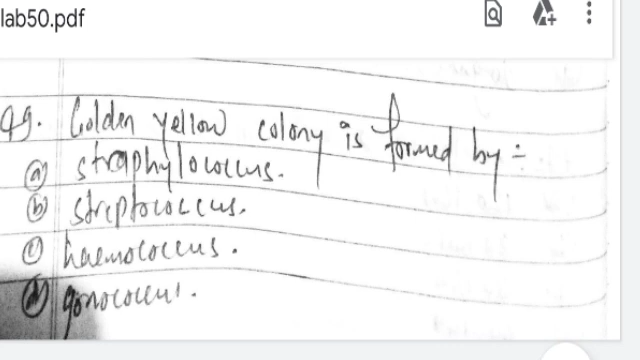 lab50.pdf
49. Golden yellow colony is formed by :-
(a) straphylococcus.
(b) streptococcus.
(c) haemococcus.
(d) gonococcus.